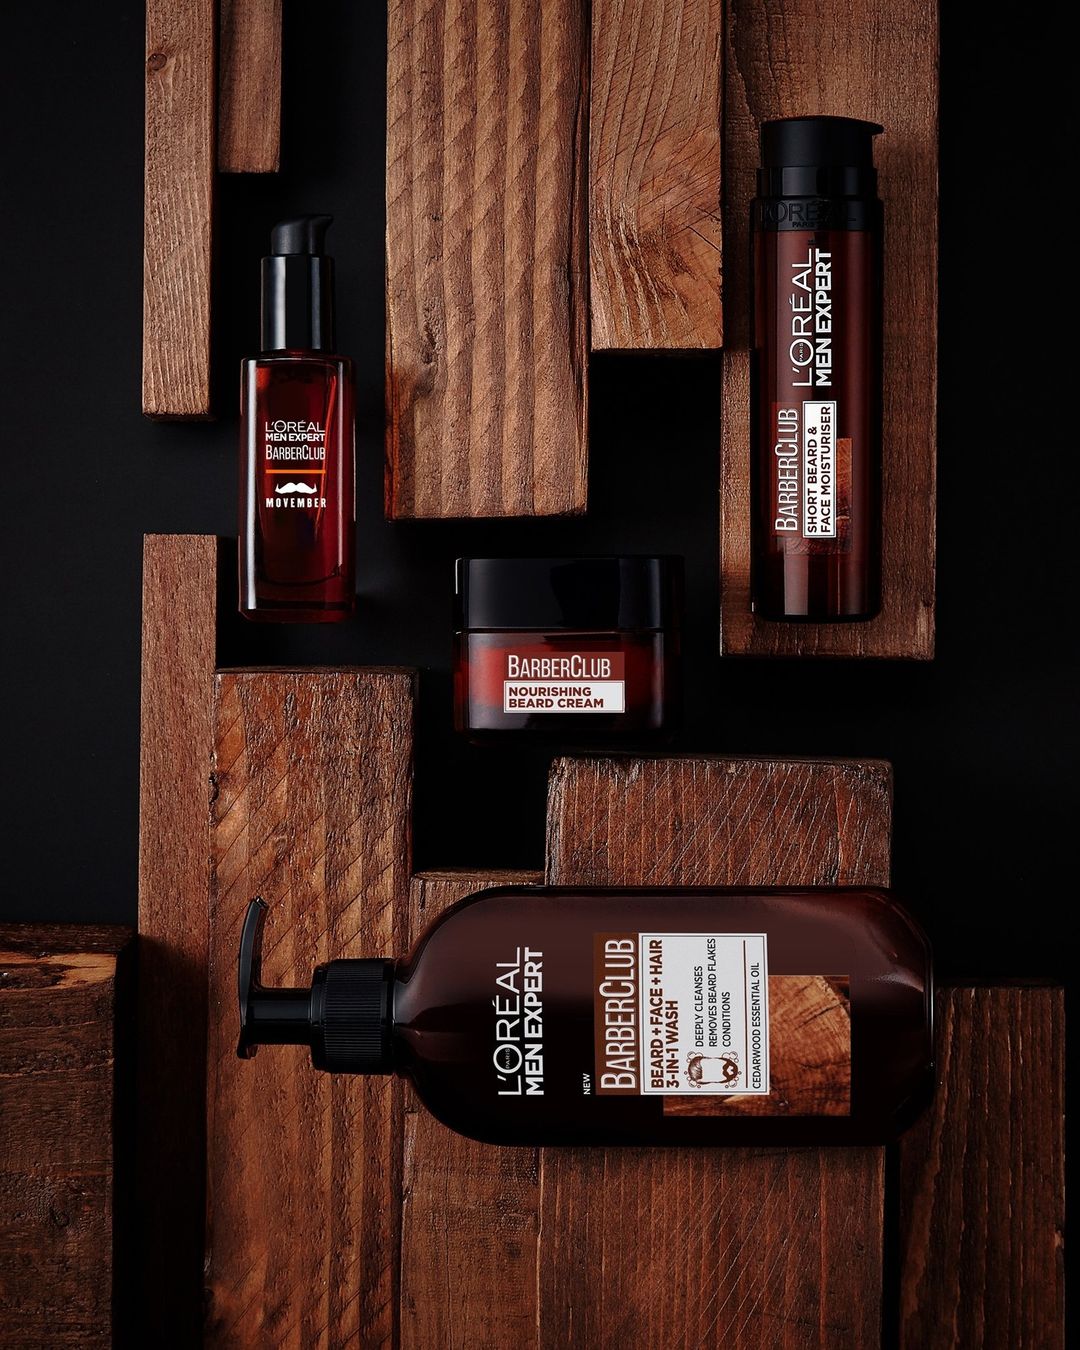 L'ORÉAL
PARIS
L'ORÉAL
PARIS
MEN EXPERT
BARBERCLUB
SHORT BEARD &
FACE MOISTURISER
L'ORÉAL
MEN EXPERT
BARBERCLUB
MOVEMBER
BARBERCLUB
NOURISHING
BEARD CREAM
L'ORÉAL
PARIS
MEN EXPERT
NEW
BARBERCLUB
BEARD + FACE + HAIR
3-IN-1 WASH
DEEPLY CLEANSES
REMOVES BEARD FLAKES
CONDITIONS
CEDARWOOD ESSENTIAL OIL